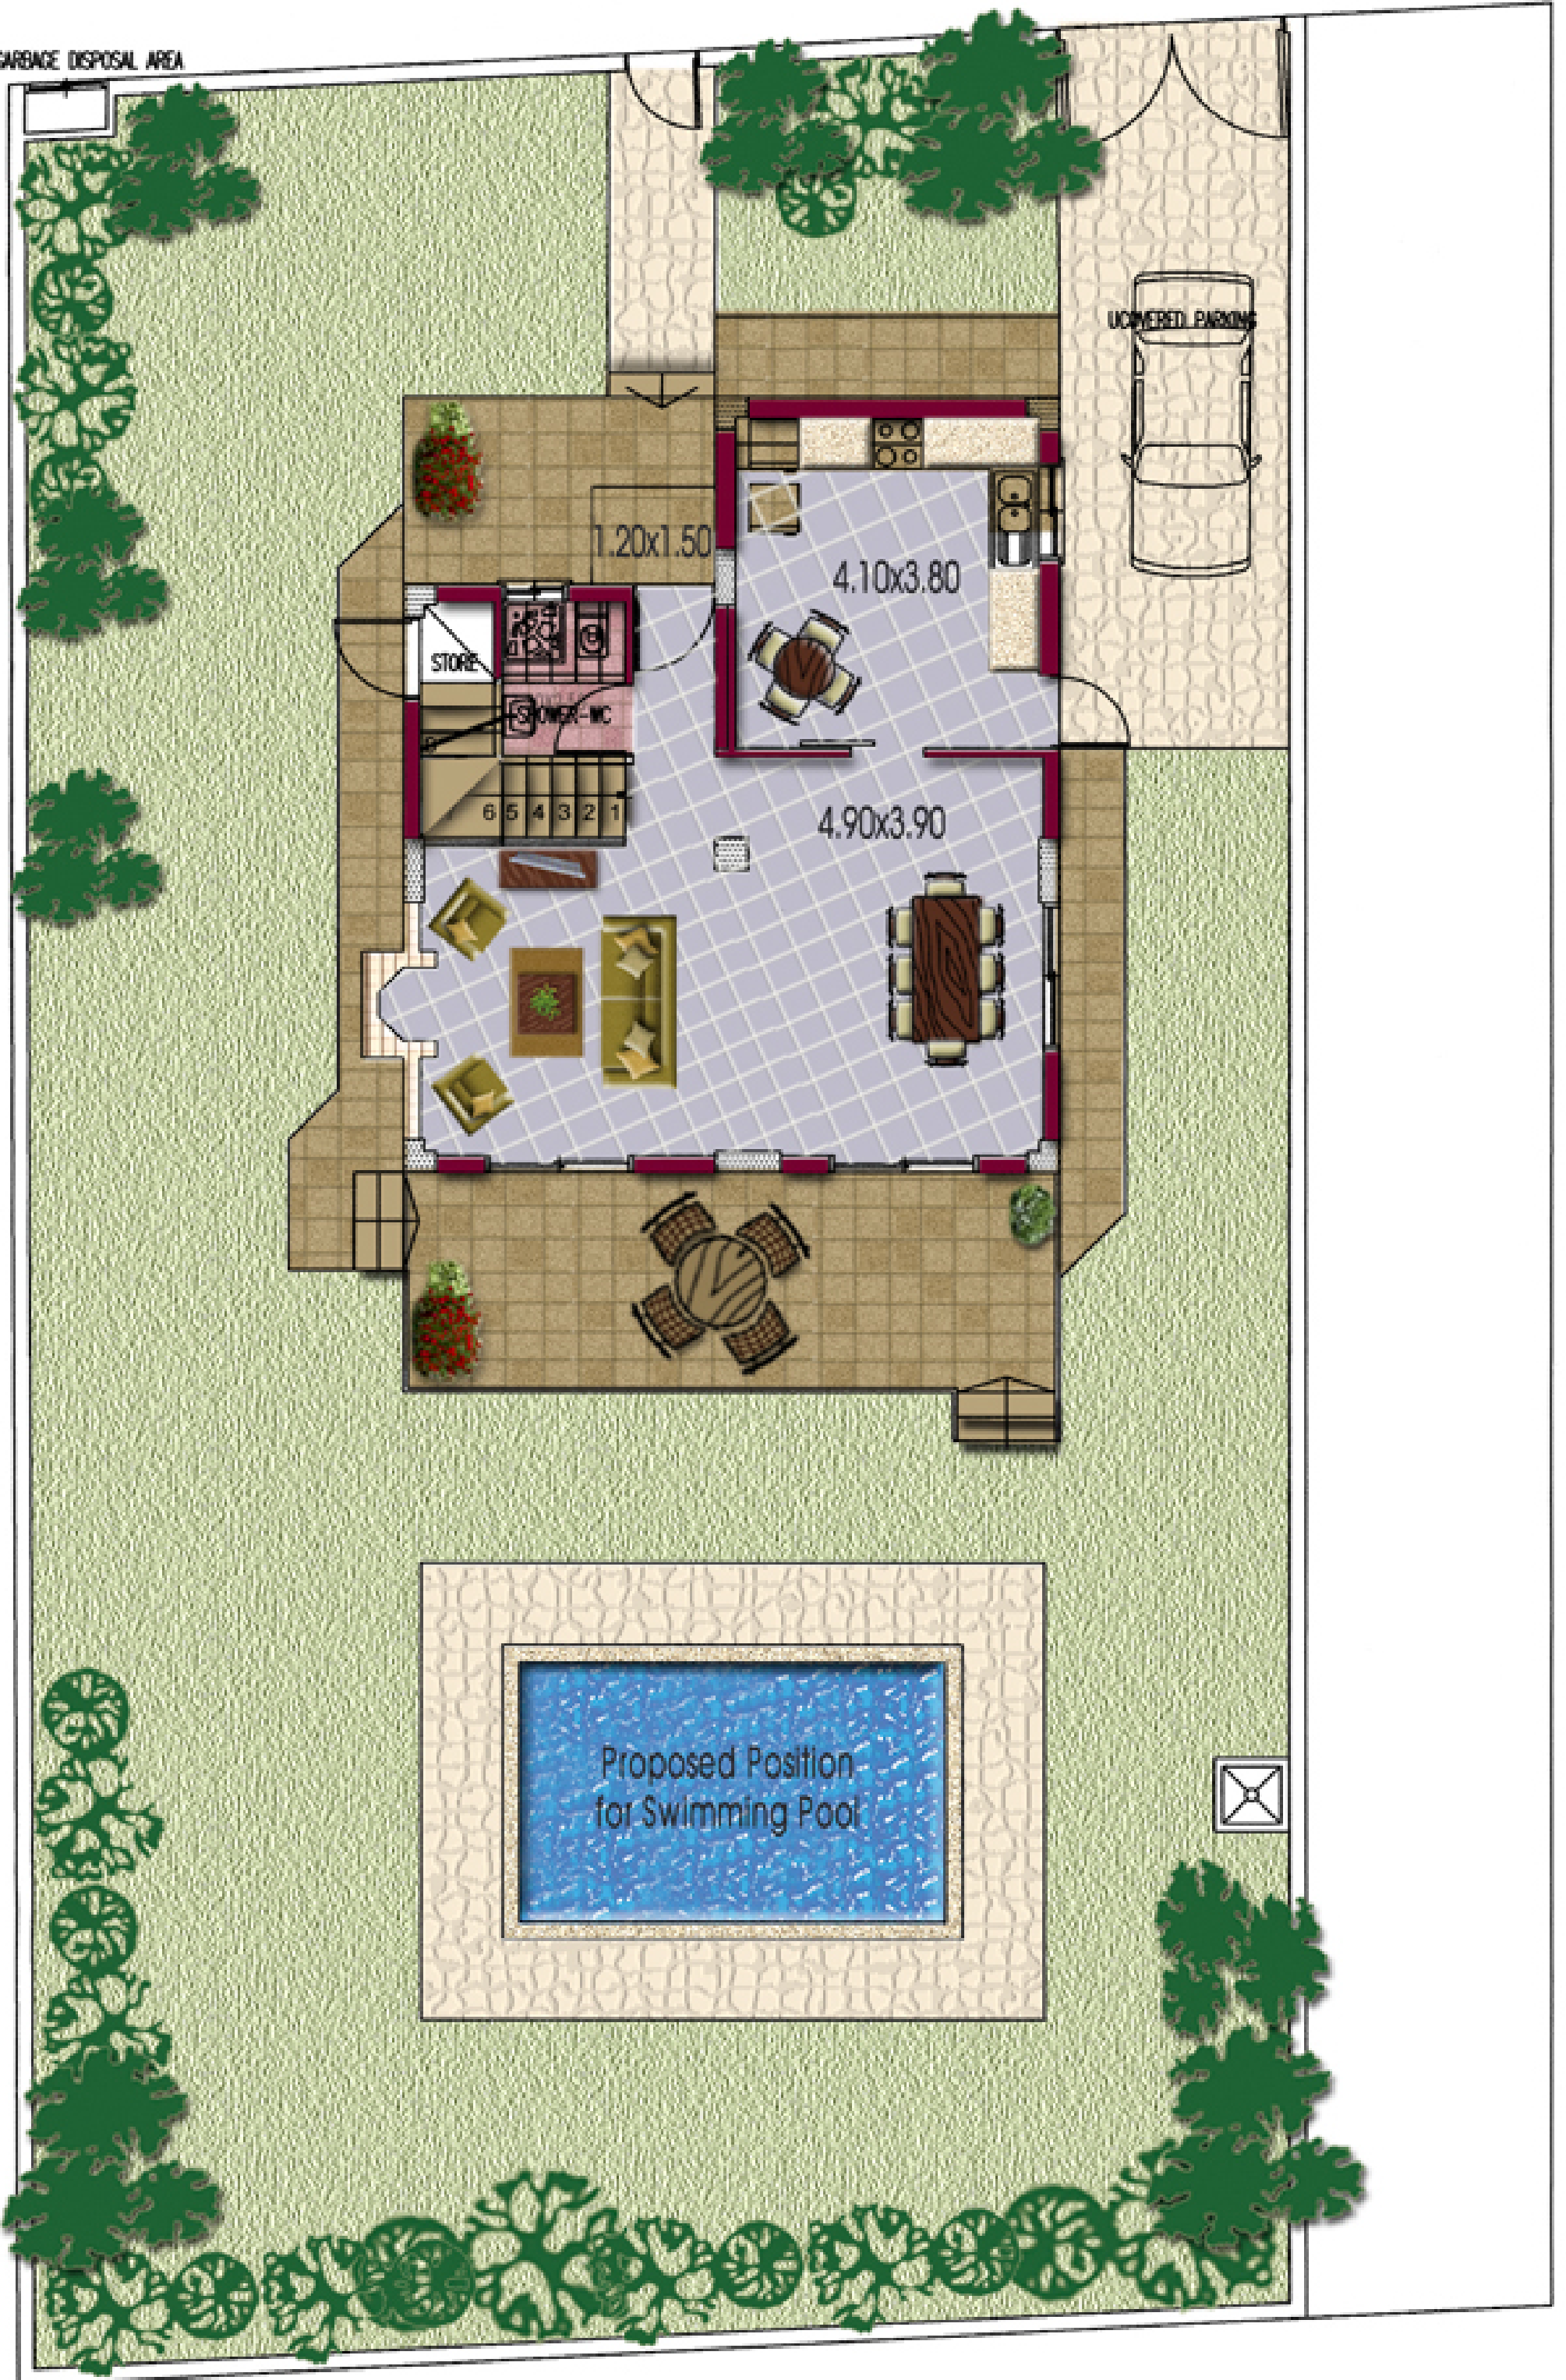 GARBAGE DISPOSAL AREA
UCOVERED PARKING
1.20x1.50
4.10x3.80
STORE
SHOWER-WC
6 5 4 3 2 1
4.90x3.90
Proposed Position
for Swimming Pool